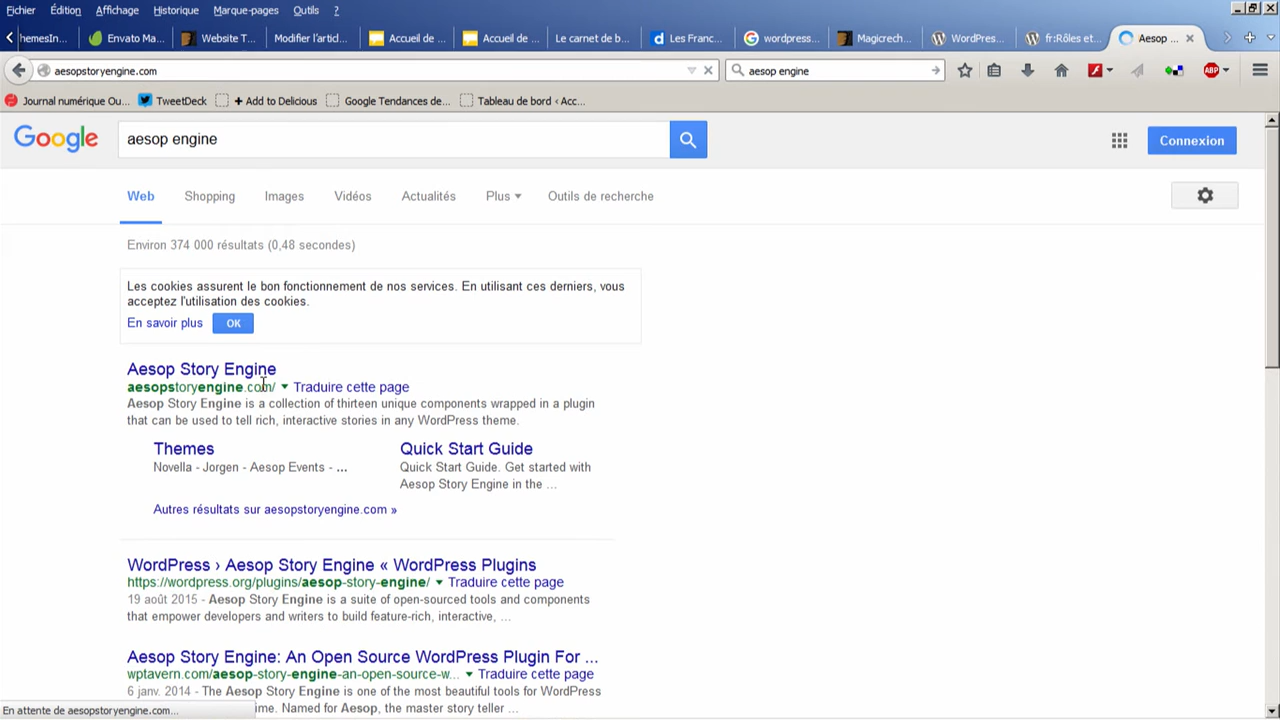 Fichier Édition Affichage Historique Marque-pages Outils ?
hemesIn... Envato Ma... Website T... Modifier l'articl... Accueil de ... Accueil de ... Le carnet de b... Les Franc... wordpress... Magicrech... WordPres... fr:Rôles et... Aesop ...
aesopstoryengine.com aesop engine
Journal numérique Ou... TweetDeck + Add to Delicious Google Tendances de... Tableau de bord ‹ Acc...
Google aesop engine Connexion
Web Shopping Images Vidéos Actualités Plus Outils de recherche
Environ 374 000 résultats (0,48 secondes)
Les cookies assurent le bon fonctionnement de nos services. En utilisant ces derniers, vous
acceptez l'utilisation des cookies.
En savoir plus OK
Aesop Story Engine
aesopstoryengine.com/ Traduire cette page
Aesop Story Engine is a collection of thirteen unique components wrapped in a plugin
that can be used to tell rich, interactive stories in any WordPress theme.
Themes Quick Start Guide
Novella - Jorgen - Aesop Events - ... Quick Start Guide. Get started with
Aesop Story Engine in the ...
Autres résultats sur aesopstoryengine.com »
WordPress › Aesop Story Engine « WordPress Plugins
https://wordpress.org/plugins/aesop-story-engine/ Traduire cette page
19 août 2015 - Aesop Story Engine is a suite of open-sourced tools and components
that empower developers and writers to build feature-rich, interactive, ...
Aesop Story Engine: An Open Source WordPress Plugin For ...
wptavern.com/aesop-story-engine-an-open-source-w... Traduire cette page
6 janv. 2014 - The Aesop Story Engine is one of the most beautiful tools for WordPress
ime. Named for Aesop, the master story teller ...
En attente de aesopstoryengine.com...